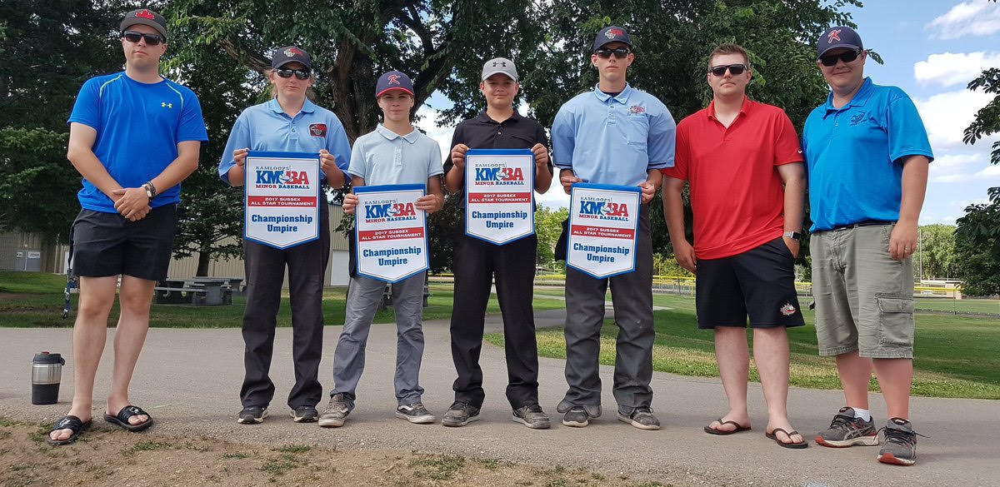 KAMLOOPS
KMBA
MINOR BASEBALL
2017 SUSSEX
ALL STAR TOURNAMENT
Championship
Umpire
KAMLOOPS
KMBA
MINOR BASEBALL
2017 SUSSEX
ALL STAR TOURNAMENT
Championship
Umpire
KAMLOOPS
KMBA
MINOR BASEBALL
2017 SUSSEX
ALL STAR TOURNAMENT
Championship
Umpire
KAMLOOPS
KMBA
MINOR BASEBALL
2017 SUSSEX
ALL STAR TOURNAMENT
Championship
Umpire